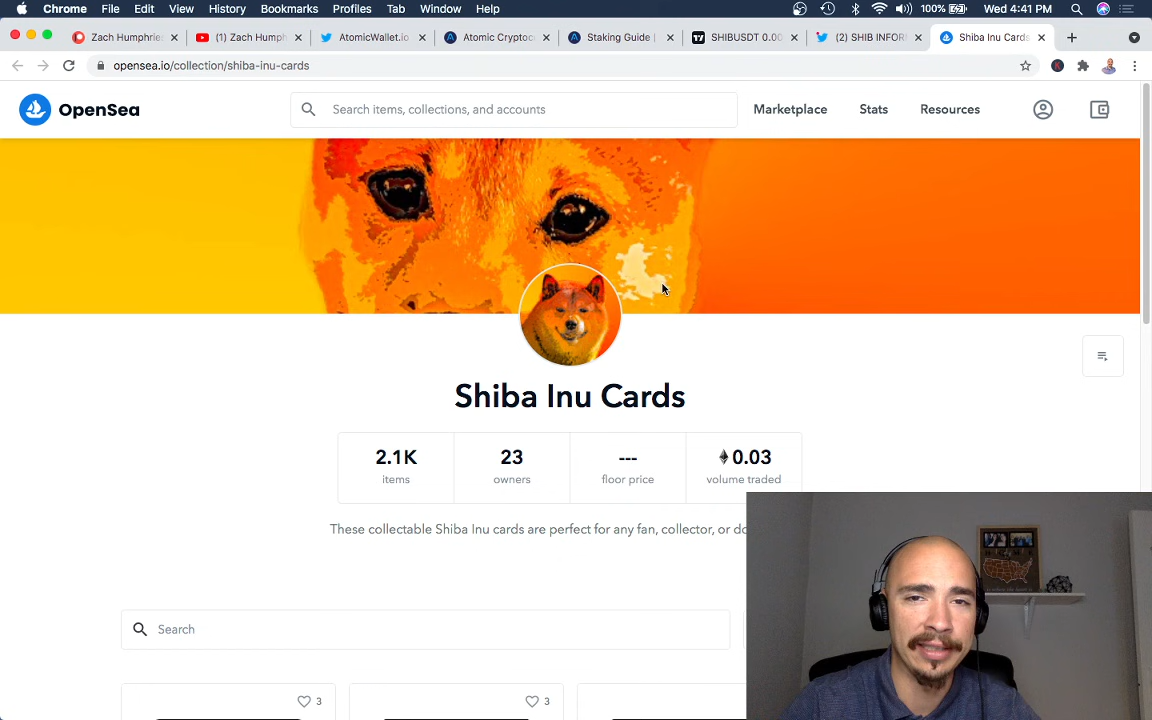 Chrome File Edit View History Bookmarks Profiles Tab Window Help 100% Wed 4:41 PM
Zach Humphrie (1) Zach Humph AtomicWallet.io Atomic Cryptoc Staking Guide | SHIBUSDT 0.00 (2) SHIB INFOR Shiba Inu Cards
opensea.io/collection/shiba-inu-cards
OpenSea Search items, collections, and accounts Marketplace Stats Resources
Shiba Inu Cards
2.1K 23 --- 0.03
items owners floor price volume traded
These collectable Shiba Inu cards are perfect for any fan, collector, or do
Search
3 3